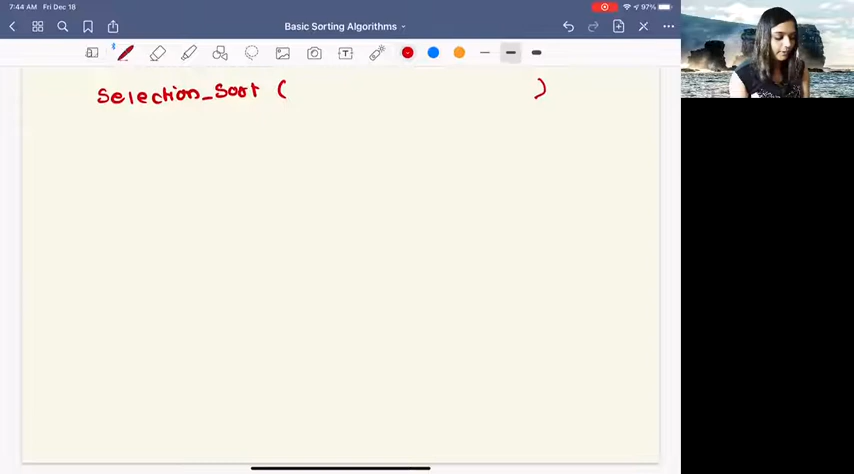 7:44 AM Fri Dec 18
97%
Basic Sorting Algorithms
Selection_Sort ( )